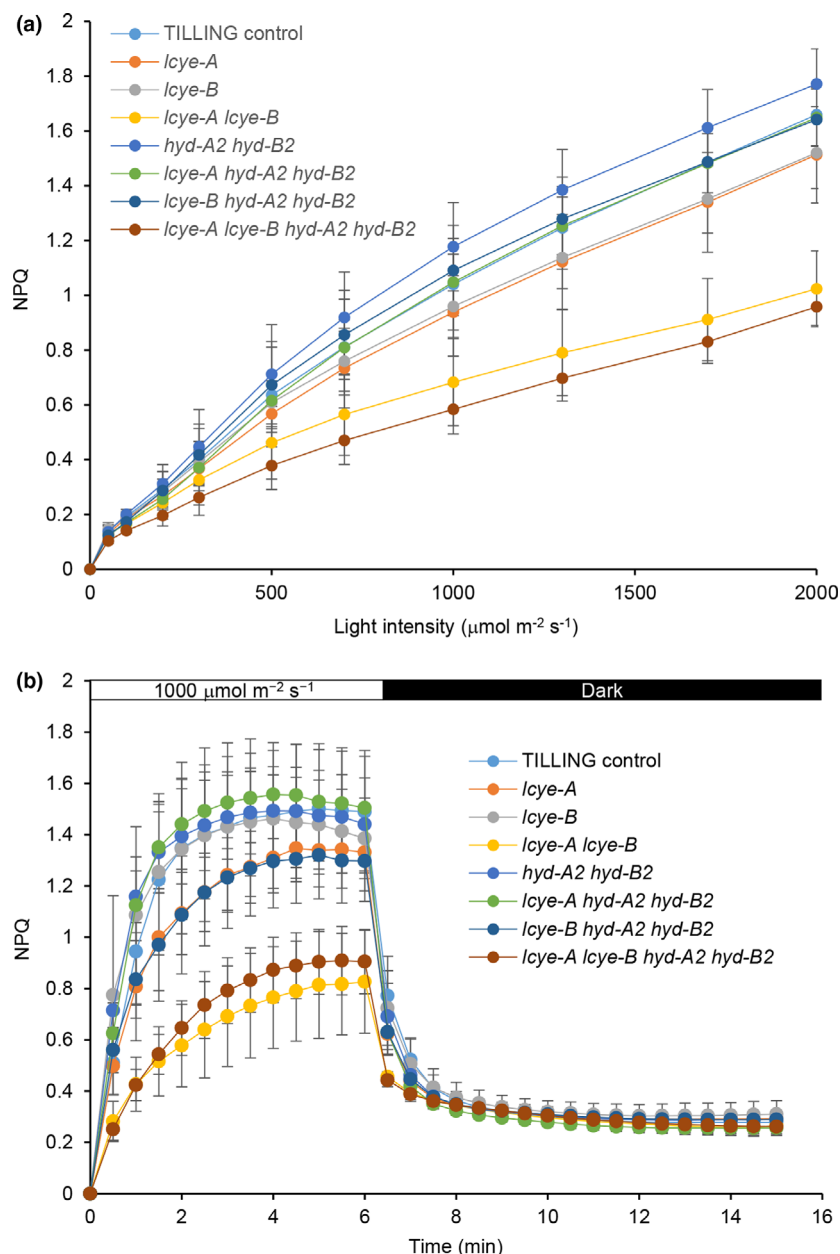 (a)
TILLING control
lcye-A
lcye-B
lcye-A lcye-B
hyd-A2 hyd-B2
lcye-A hyd-A2 hyd-B2
lcye-B hyd-A2 hyd-B2
lcye-A lcye-B hyd-A2 hyd-B2
2
1.8
1.6
1.4
1.2
1
0.8
0.6
0.4
0.2
0
NPQ
0 500 1000 1500 2000
Light intensity (μmol m⁻² s⁻¹)
(b)
1000 μmol m⁻² s⁻¹ Dark
TILLING control
lcye-A
lcye-B
lcye-A lcye-B
hyd-A2 hyd-B2
lcye-A hyd-A2 hyd-B2
lcye-B hyd-A2 hyd-B2
lcye-A lcye-B hyd-A2 hyd-B2
2
1.8
1.6
1.4
1.2
1
0.8
0.6
0.4
0.2
0
NPQ
0 2 4 6 8 10 12 14 16
Time (min)